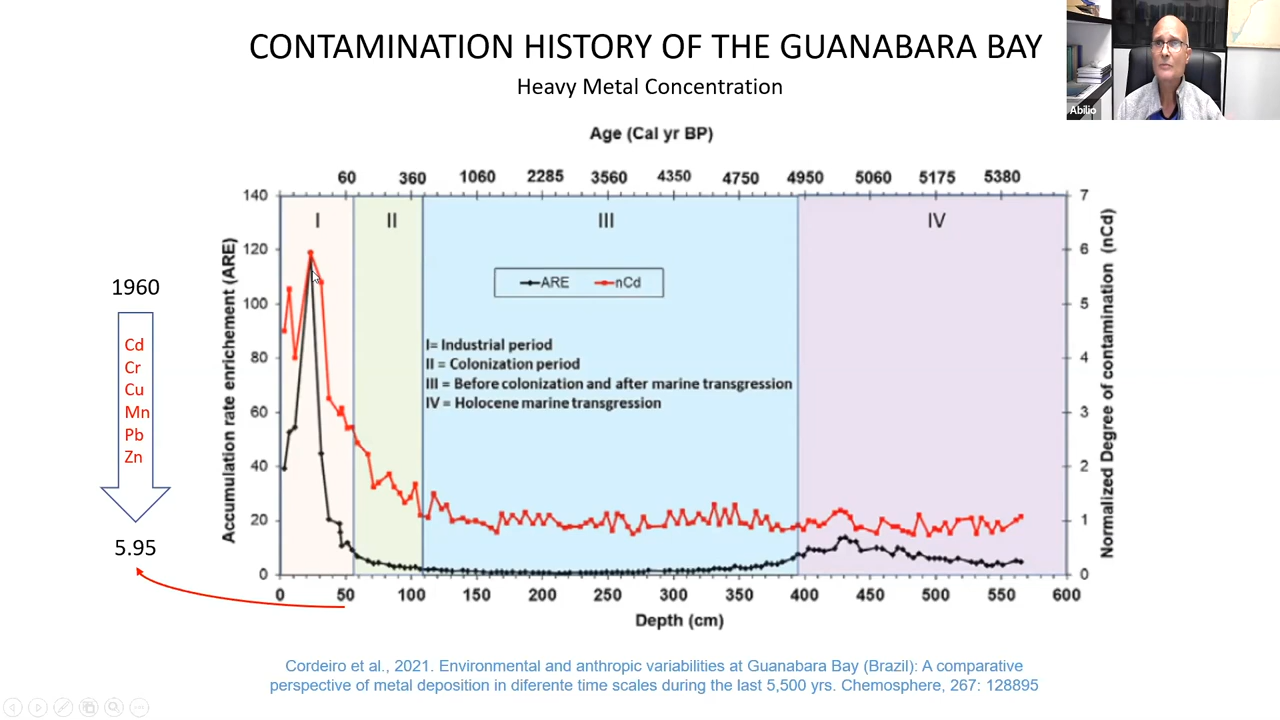 CONTAMINATION HISTORY OF THE GUANABARA BAY
Heavy Metal Concentration
Abilio
Age (Cal yr BP)
60 360 1060 2285 3560 4350 4750 4950 5060 5175 5380
140 120 100 80 60 40 20 0
Accumulation rate enrichement (ARE)
I II III IV
ARE nCd
I= Industrial period
II = Colonization period
III = Before colonization and after marine transgression
IV = Holocene marine transgression
7 6 5 4 3 2 1 0
Normalized Degree of contamination (nCd)
0 50 100 150 200 250 300 350 400 450 500 550 600
Depth (cm)
1960
Cd
Cr
Cu
Mn
Pb
Zn
5.95
Cordeiro et al., 2021. Environmental and anthropic variabilities at Guanabara Bay (Brazil): A comparative
perspective of metal deposition in diferente time scales during the last 5,500 yrs. Chemosphere, 267: 128895